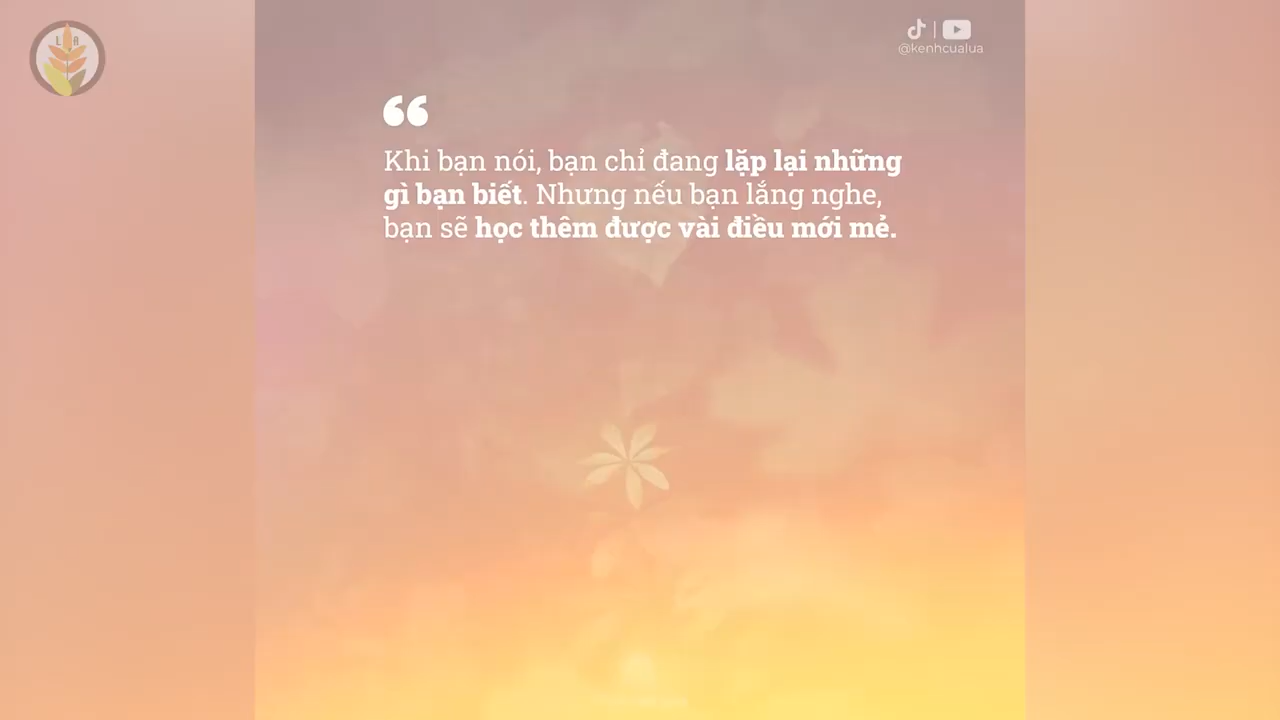 L A
@kenhcualua
Khi bạn nói, bạn chỉ đang lặp lại những
gì bạn biết. Nhưng nếu bạn lắng nghe,
bạn sẽ học thêm được vài điều mới mẻ.